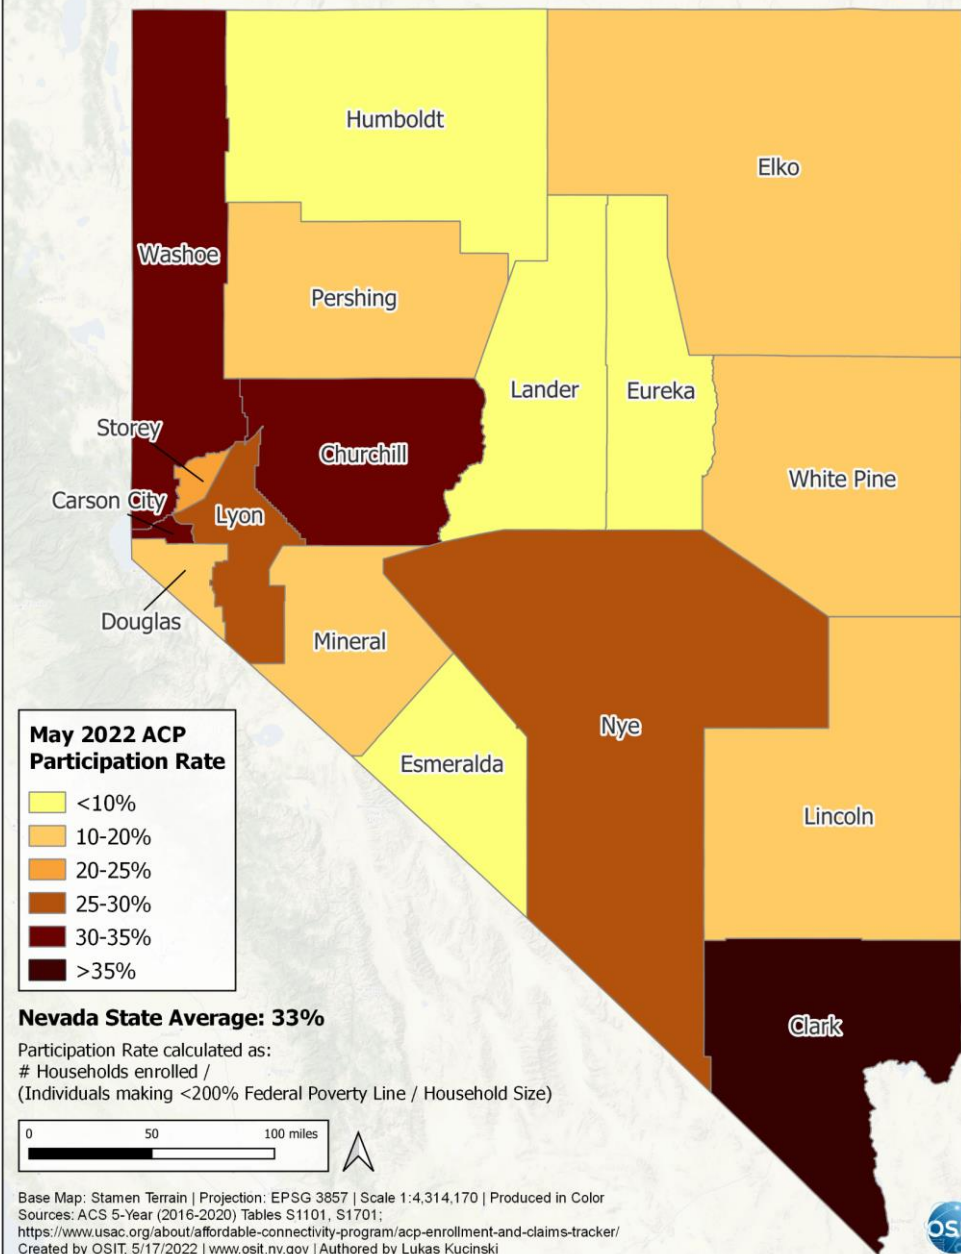 Humboldt
Elko
Washoe
Pershing
Lander
Eureka
Storey
Churchill
White Pine
Carson City
Lyon
Douglas
Mineral
Nye
Esmeralda
Lincoln
Clark
May 2022 ACP
Participation Rate
<10%
10-20%
20-25%
25-30%
30-35%
>35%
Nevada State Average: 33%
Participation Rate calculated as:
# Households enrolled /
(Individuals making <200% Federal Poverty Line / Household Size)
0 50 100 miles
Base Map: Stamen Terrain | Projection: EPSG 3857 | Scale 1:4,314,170 | Produced in Color
Sources: ACS 5-Year (2016-2020) Tables S1101, S1701;
https://www.usac.org/about/affordable-connectivity-program/acp-enrollment-and-claims-tracker/
Created by OSIT, 5/17/2022 | www.osit.nv.gov | Authored by Lukas Kucinski